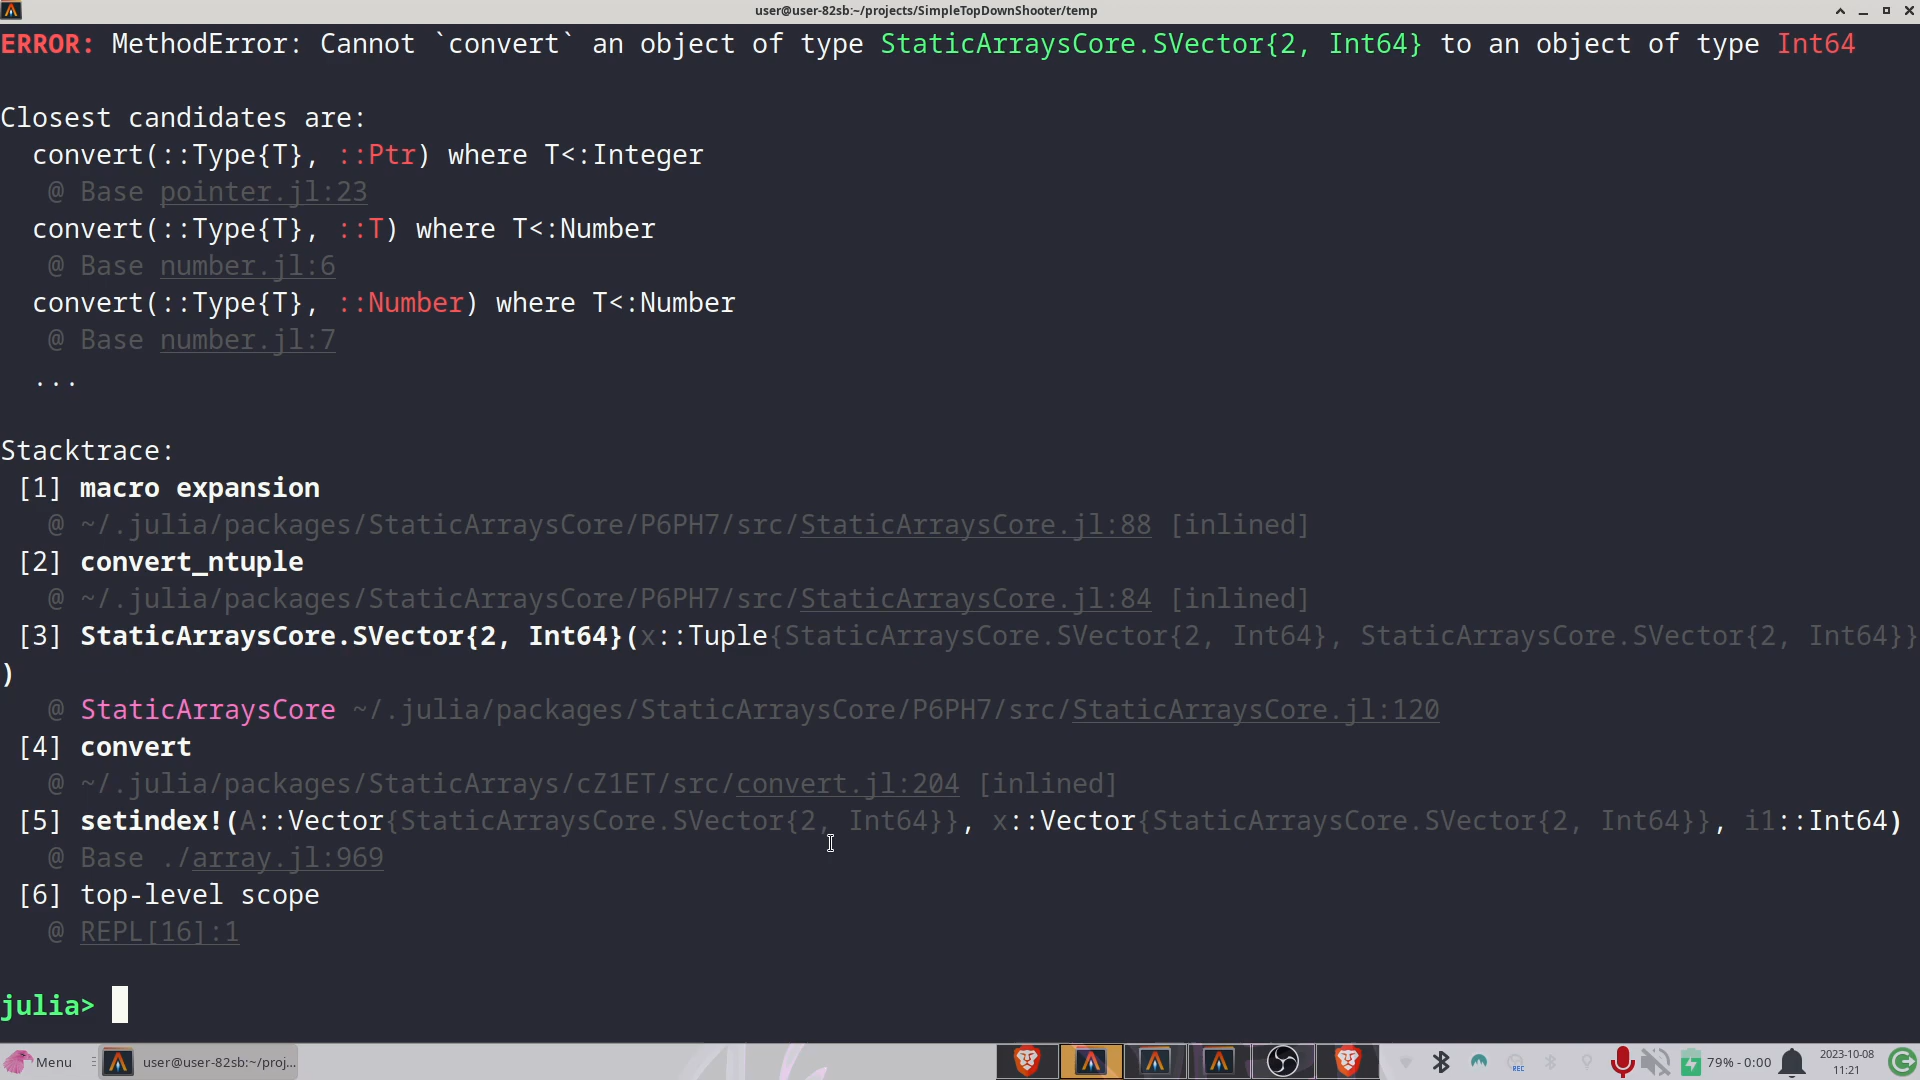 user@user-82sb:~/projects/SimpleTopDownShooter/temp
ERROR: MethodError: Cannot `convert` an object of type StaticArraysCore.SVector{2, Int64} to an object of type Int64
Closest candidates are:
convert(::Type{T}, ::Ptr) where T<:Integer
@ Base pointer.jl:23
convert(::Type{T}, ::T) where T<:Number
@ Base number.jl:6
convert(::Type{T}, ::Number) where T<:Number
@ Base number.jl:7
...
Stacktrace:
[1] macro expansion
@ ~/.julia/packages/StaticArraysCore/P6PH7/src/StaticArraysCore.jl:88 [inlined]
[2] convert_ntuple
@ ~/.julia/packages/StaticArraysCore/P6PH7/src/StaticArraysCore.jl:84 [inlined]
[3] StaticArraysCore.SVector{2, Int64}(x::Tuple{StaticArraysCore.SVector{2, Int64}, StaticArraysCore.SVector{2, Int64}}
)
@ StaticArraysCore ~/.julia/packages/StaticArraysCore/P6PH7/src/StaticArraysCore.jl:120
[4] convert
@ ~/.julia/packages/StaticArrays/cZ1ET/src/convert.jl:204 [inlined]
[5] setindex!(A::Vector{StaticArraysCore.SVector{2, Int64}}, x::Vector{StaticArraysCore.SVector{2, Int64}}, i1::Int64)
@ Base ./array.jl:969
[6] top-level scope
@ REPL[16]:1
julia>
Menu user@user-82sb:~/proj... REC 79% - 0:00 2023-10-08
11:21